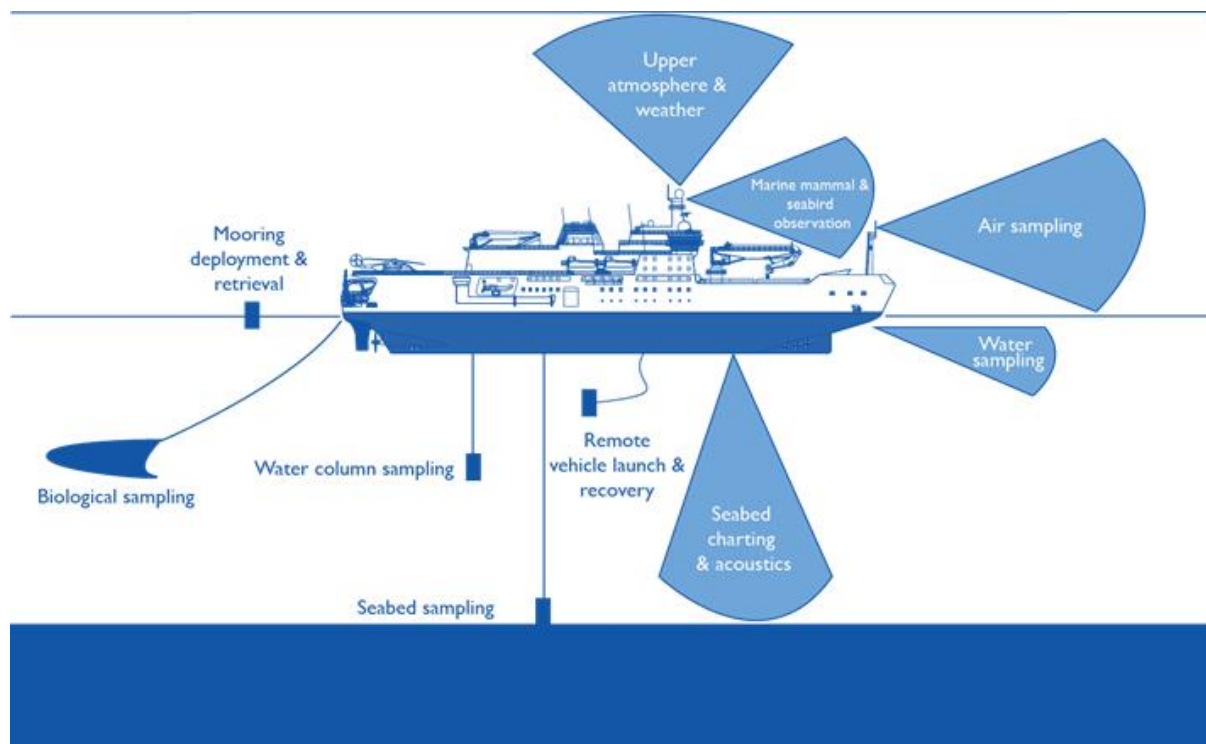 Upper
atmosphere &
weather
Marine mammal &
seabird
observation
Air sampling
Mooring
deployment &
retrieval
Water
sampling
Remote
vehicle launch &
recovery
Water column sampling
Biological sampling
Seabed
charting
& acoustics
Seabed sampling